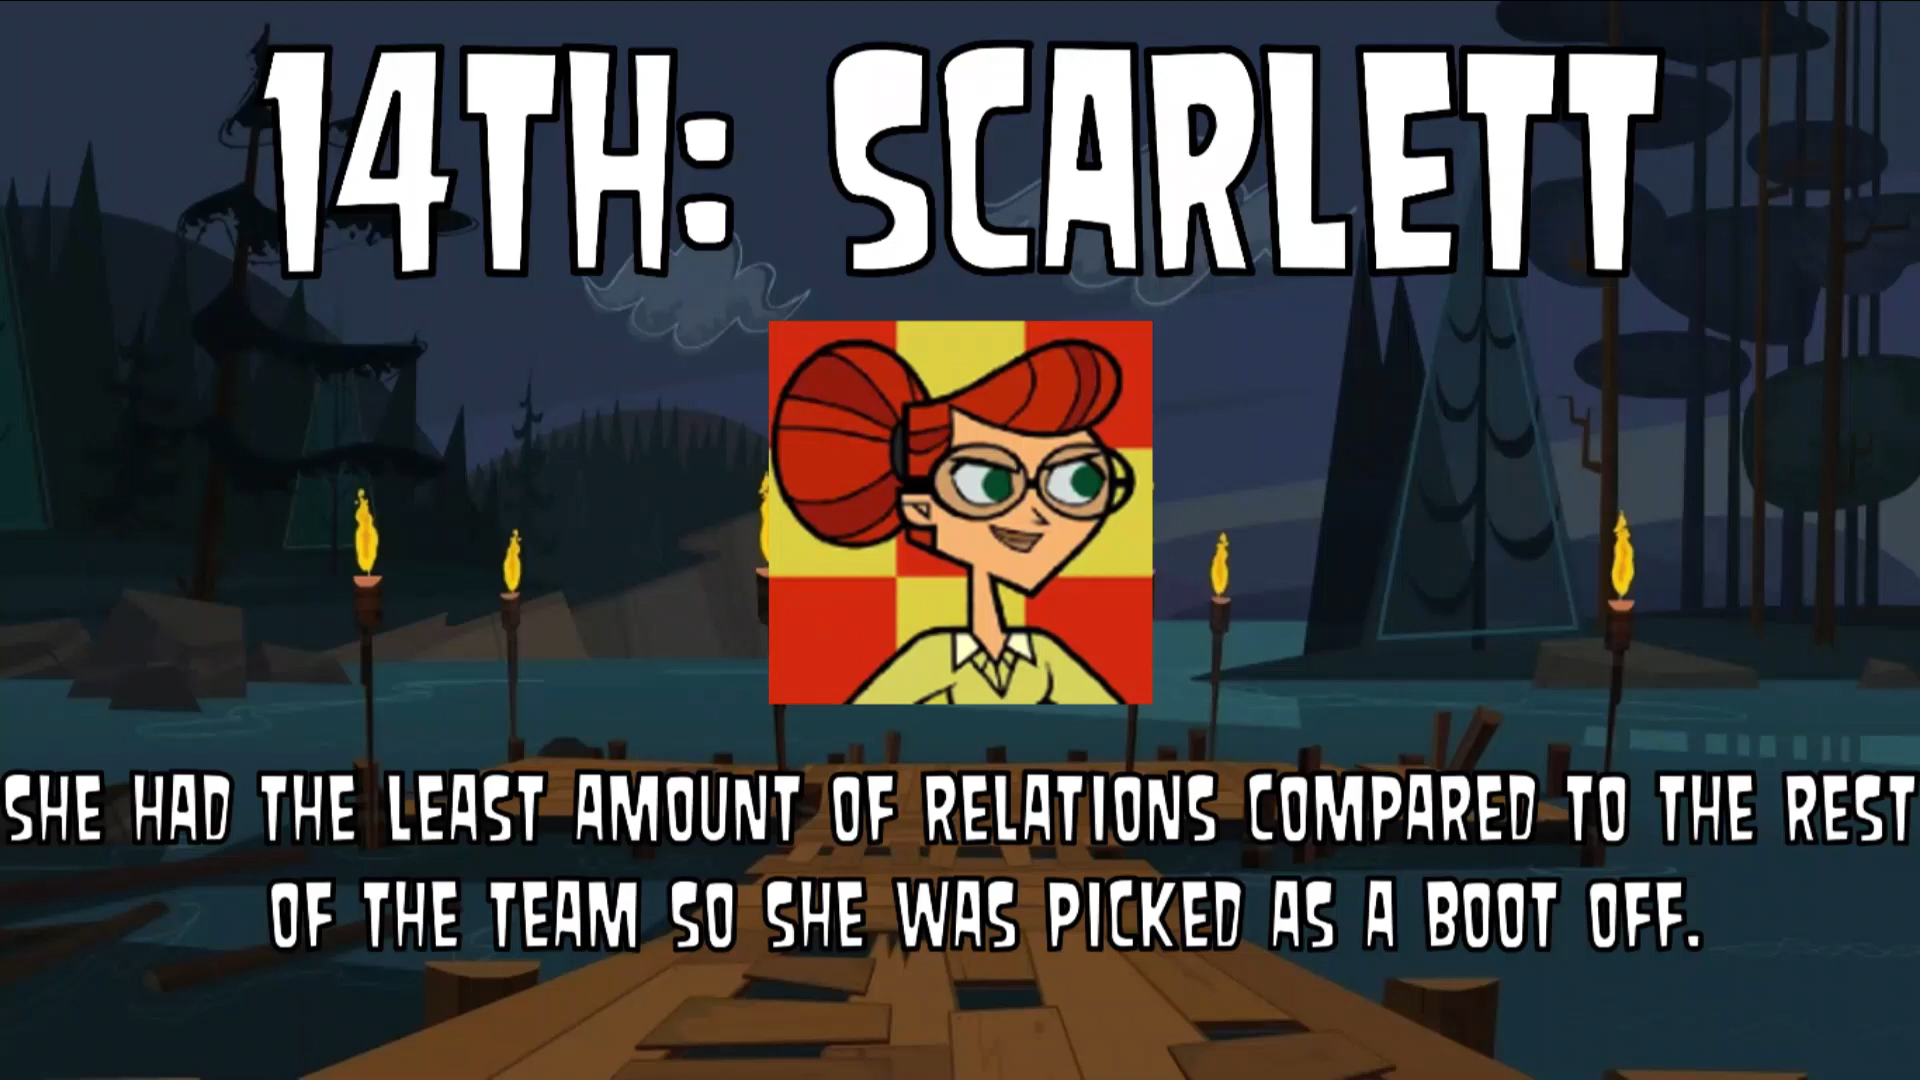 14TH: SCARLETT
SHE HAD THE LEAST AMOUNT OF RELATIONS COMPARED TO THE REST
OF THE TEAM SO SHE WAS PICKED AS A BOOT OFF.